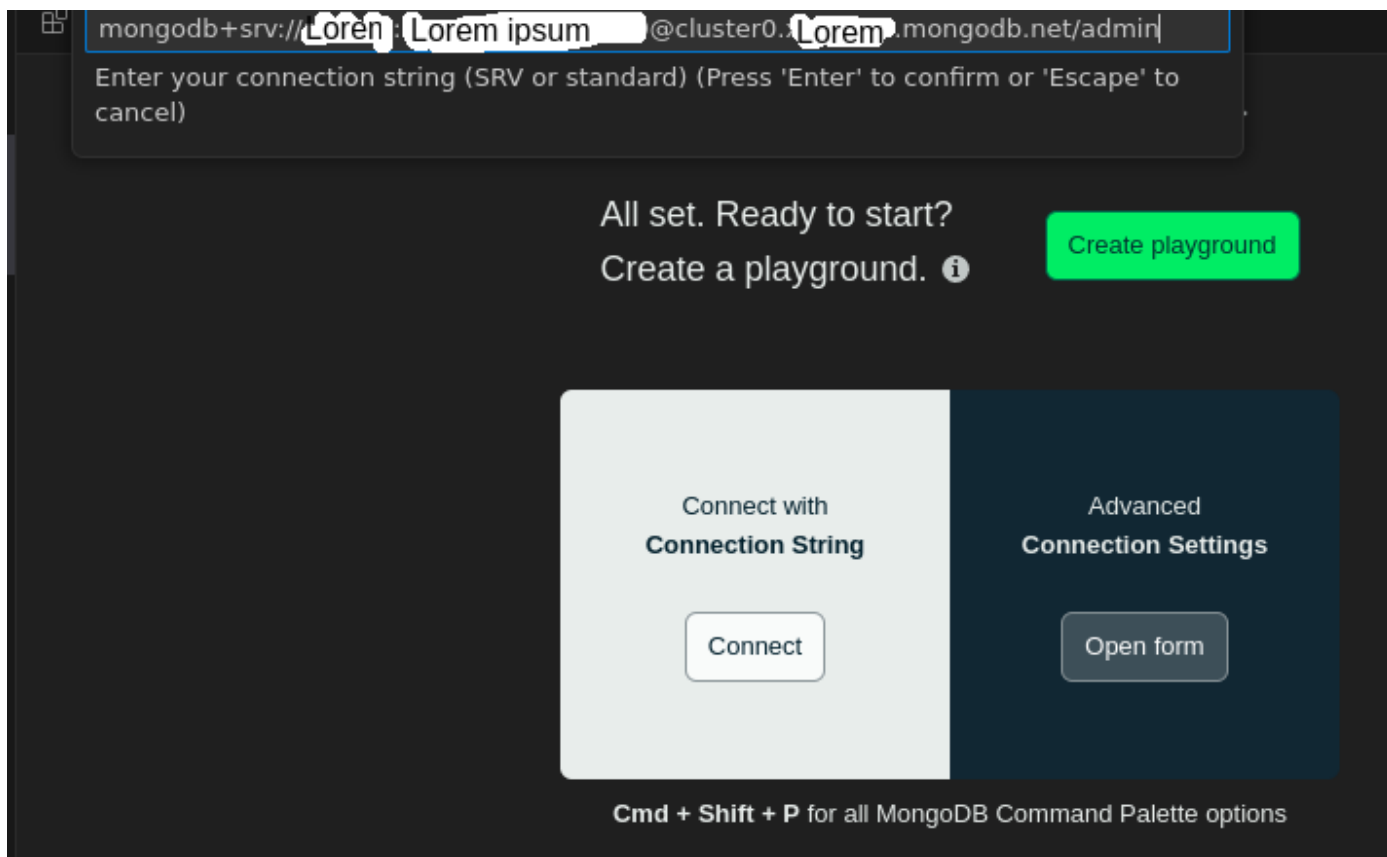 mongodb+srv://Loren:Lorem ipsum@cluster0.Lorem.mongodb.net/admin
Enter your connection string (SRV or standard) (Press 'Enter' to confirm or 'Escape' to
cancel)
All set. Ready to start?
Create a playground.
Create playground
Connect with
Connection String
Connect
Advanced
Connection Settings
Open form
Cmd + Shift + P for all MongoDB Command Palette options